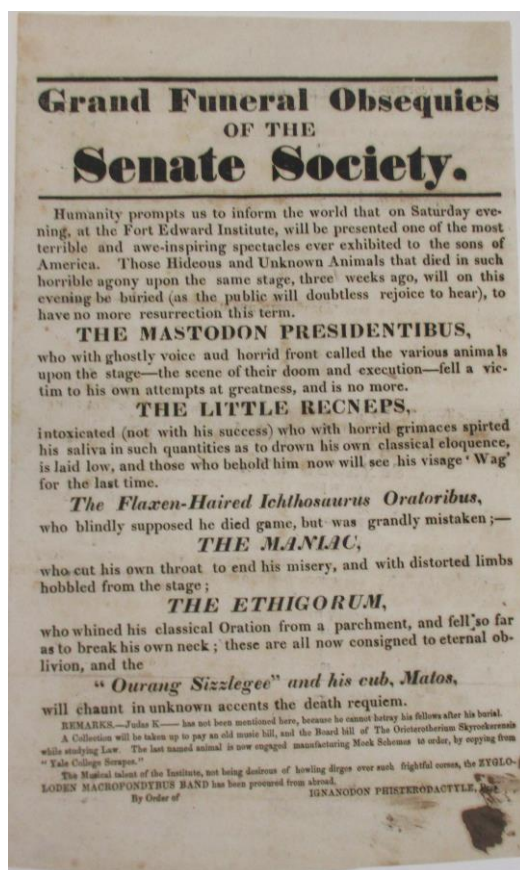 Grand Funeral Obsequies
OF THE
Senate Society.
Humanity prompts us to inform the world that on Saturday eve-
ning, at the Fort Edward Institute, will be presented one of the most
terrible and awe-inspiring spectacles ever exhibited to the sons of
America. Those Hideous and Unknown Animals that died in such
horrible agony upon the same stage, three weeks ago, will on this
evening be buried (as the public will doubtless rejoice to hear), to
have no more resurrection this term.
THE MASTODON PRESIDENTIBUS,
who with ghostly voice aud horrid front called the various animals
upon the stage—the scene of their doom and execution—fell a vic-
tim to his own attempts at greatness, and is no more.
THE LITTLE RECNEPS,
intoxicated (not with his success) who with horrid grimaces spirted
his saliva in such quantities as to drown his own classical eloquence,
is laid low, and those who behold him now will see his visage ' Wag'
for the last time.
The Flaxen-Haired Ichthosaurus Oratoribus,
who blindly supposed he died game, but was grandly mistaken ;—
THE MANIAC,
who cut his own throat to end his misery, and with distorted limbs
hobbled from the stage ;
THE ETHIGORUM,
who whined his classical Oration from a parchment, and fell so far
as to break his own neck ; these are all now consigned to eternal ob-
livion, and the
" Ourang Sizzlegee" and his cub, Matos,
will chaunt in unknown accents the death requiem.
REMARKS.—Judas K—— has not been mentioned here, because he cannot betray his fellows after his burial.
A Collection will be taken up to pay an old music bill, and the Board bill of The Oricterotherium Skyrockerensis
while studying Law. The last named animal is now engaged manufacturing Mock Schemes to order, by copying from
" Yale College Scrapes."
The Musical talent of the Institute, not being desirous of howling dirges over such frightful corses, the ZYGLO-
LODEN MACROPONDYBUS BAND has been procured from abroad.
By Order of IGNANODON PHISTERODACTYLE,